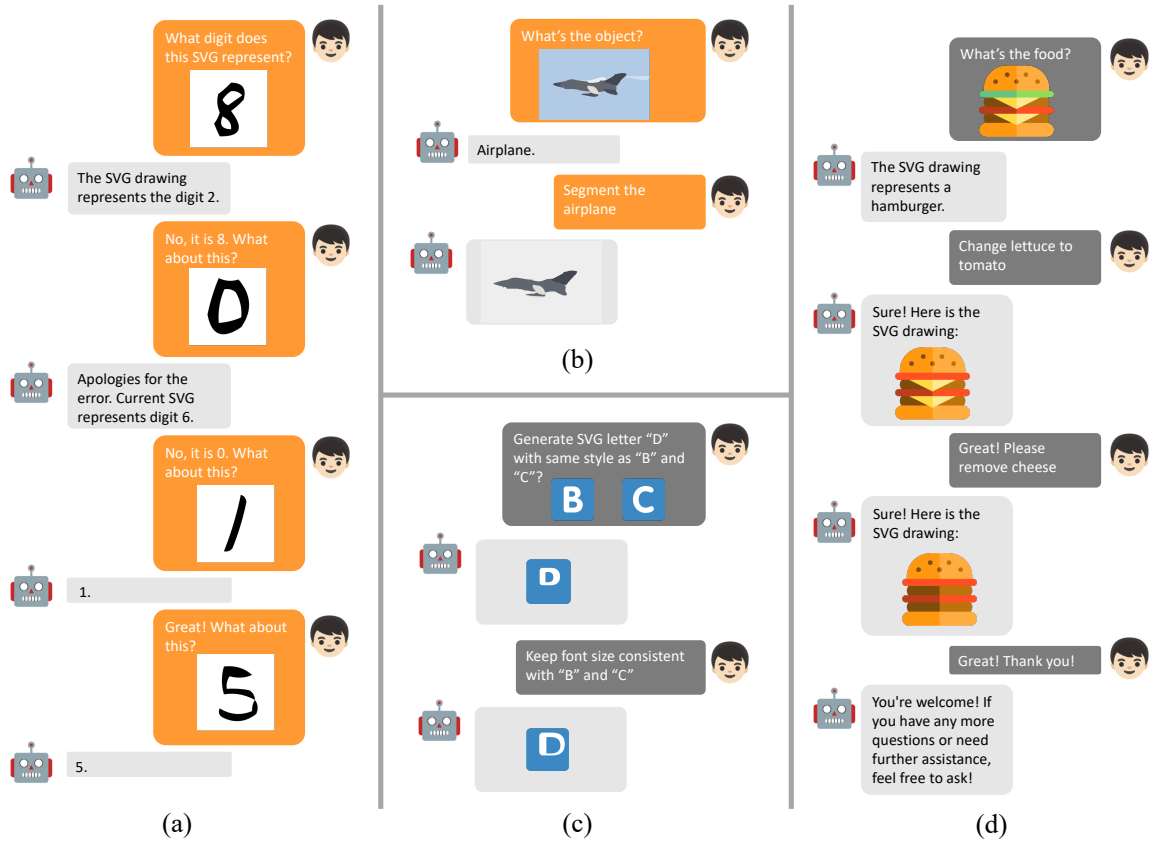 What digit does
this SVG represent?
8
The SVG drawing
represents the digit 2.
No, it is 8. What
about this?
0
Apologies for the
error. Current SVG
represents digit 6.
No, it is 0. What
about this?
1
1.
Great! What about
this?
5
5.
(a)
What's the object?
Airplane.
Segment the
airplane
(b)
Generate SVG letter “D”
with same style as “B” and
“C”?
B C
D
Keep font size consistent
with “B” and “C”
D
(c)
What's the food?
The SVG drawing
represents a
hamburger.
Change lettuce to
tomato
Sure! Here is the
SVG drawing:
Great! Please
remove cheese
Sure! Here is the
SVG drawing:
Great! Thank you!
You're welcome! If
you have any more
questions or need
further assistance,
feel free to ask!
(d)